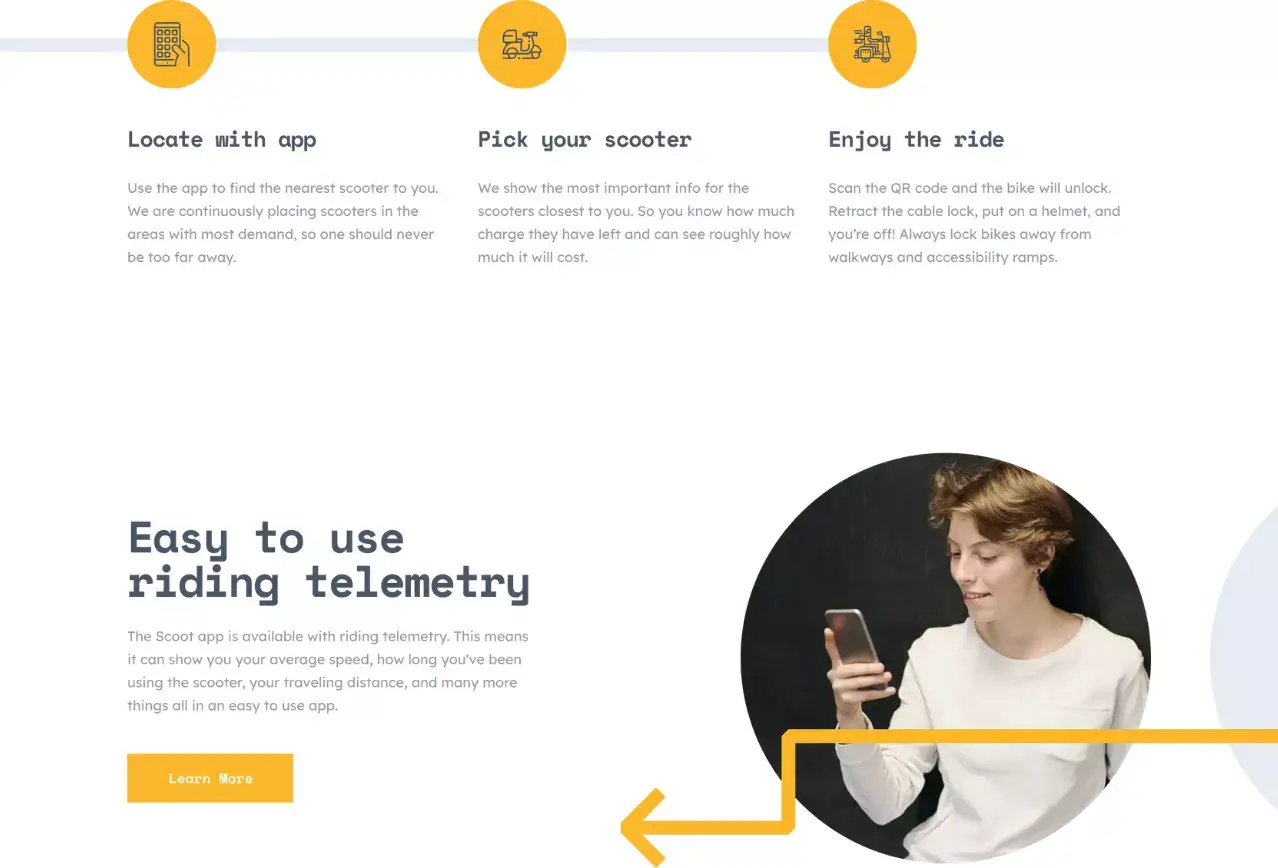 Locate with app
Use the app to find the nearest scooter to you.
We are continuously placing scooters in the
areas with most demand, so one should never
be too far away.
Pick your scooter
We show the most important info for the
scooters closest to you. So you know how much
charge they have left and can see roughly how
much it will cost.
Enjoy the ride
Scan the QR code and the bike will unlock.
Retract the cable lock, put on a helmet, and
you’re off! Always lock bikes away from
walkways and accessibility ramps.
Easy to use
riding telemetry
The Scoot app is available with riding telemetry. This means
it can show you your average speed, how long you've been
using the scooter, your traveling distance, and many more
things all in an easy to use app.
Learn More